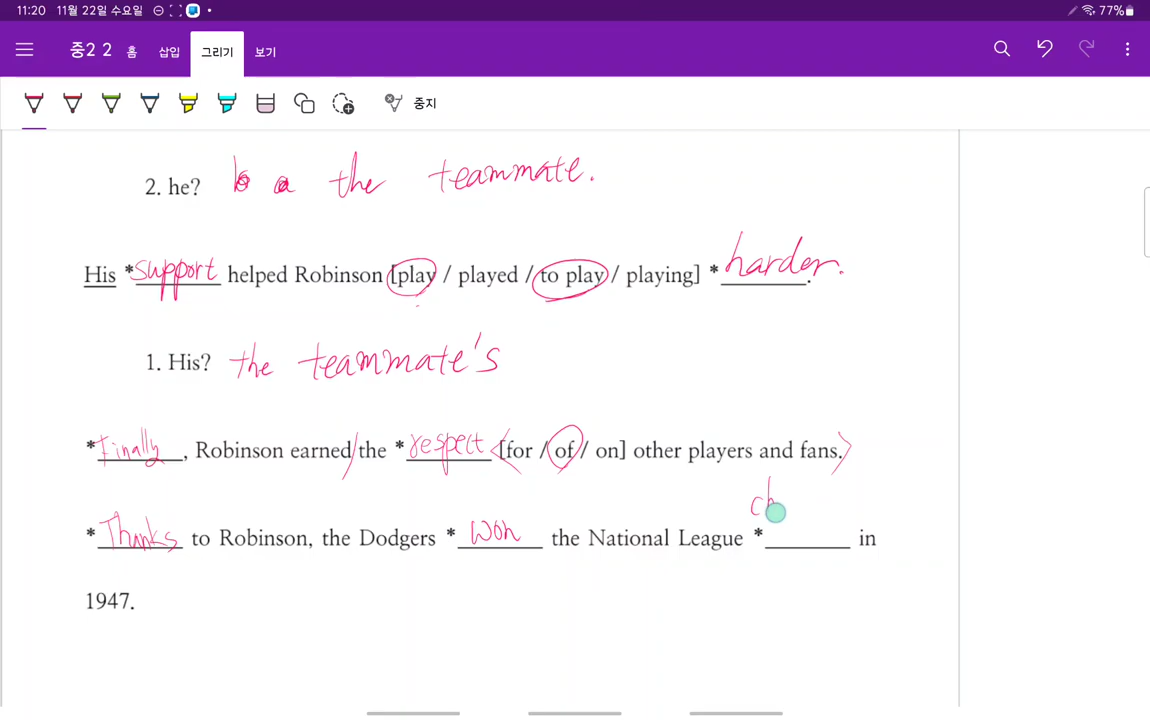 11:20 11월 22일 수요일 77%
중2 2 홈 삽입 그리기 보기
중지
2. he? the teammate.
His *support helped Robinson [play / played / to play / playing] *harder.
1. His? the teammate's
*Finally, Robinson earned/the *respect <[for / of / on] other players and fans.>
ch
*Thanks to Robinson, the Dodgers *won the National League *______ in
1947.